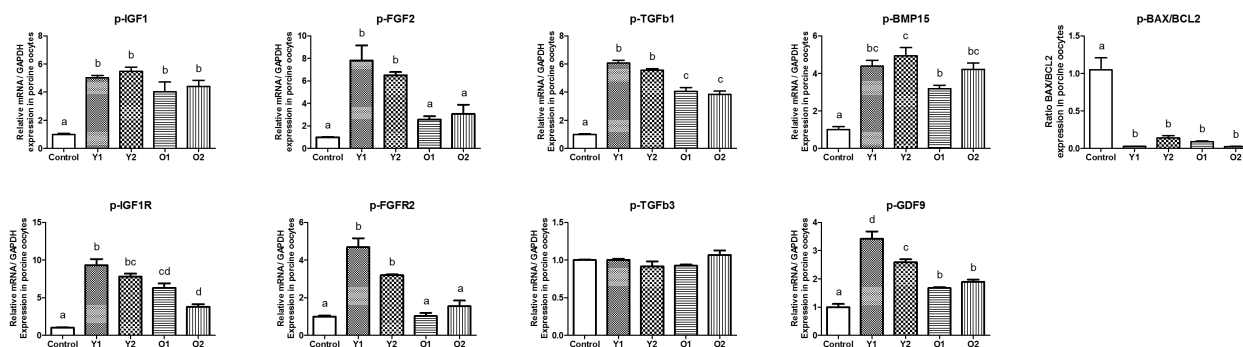 p-IGF1
Relative mRNA / GAPDH
expression in porcine oocytes
8
6
4
2
0
a
b
b
b
b
Control
Y1
Y2
O1
O2
p-FGF2
Relative mRNA / GAPDH
expression in porcine oocytes
10
8
6
4
2
0
a
b
b
a
a
Control
Y1
Y2
O1
O2
p-TGFb1
Relative mRNA / GAPDH
Expression in porcine oocytes
8
6
4
2
0
a
b
b
c
c
Control
Y1
Y2
O1
O2
p-BMP15
Relative mRNA / GAPDH
Expression in porcine oocytes
6
4
2
0
a
bc
c
b
bc
Control
Y1
Y2
O1
O2
p-BAX/BCL2
Ratio BAX/BCL2
expression in porcine oocytes
1.5
1.0
0.5
0.0
a
b
b
b
b
Control
Y1
Y2
O1
O2
p-IGF1R
Relative mRNA / GAPDH
Expression in porcine oocytes
15
10
5
0
a
b
bc
cd
d
Control
Y1
Y2
O1
O2
p-FGFR2
Relative mRNA / GAPDH
Expression in porcine oocytes
6
4
2
0
a
b
b
a
a
Control
Y1
Y2
O1
O2
p-TGFb3
Relative mRNA / GAPDH
Expression in porcine oocytes
1.5
1.0
0.5
0.0
Control
Y1
Y2
O1
O2
p-GDF9
Relative mRNA / GAPDH
Expression in porcine oocytes
4
3
2
1
0
a
d
c
b
b
Control
Y1
Y2
O1
O2